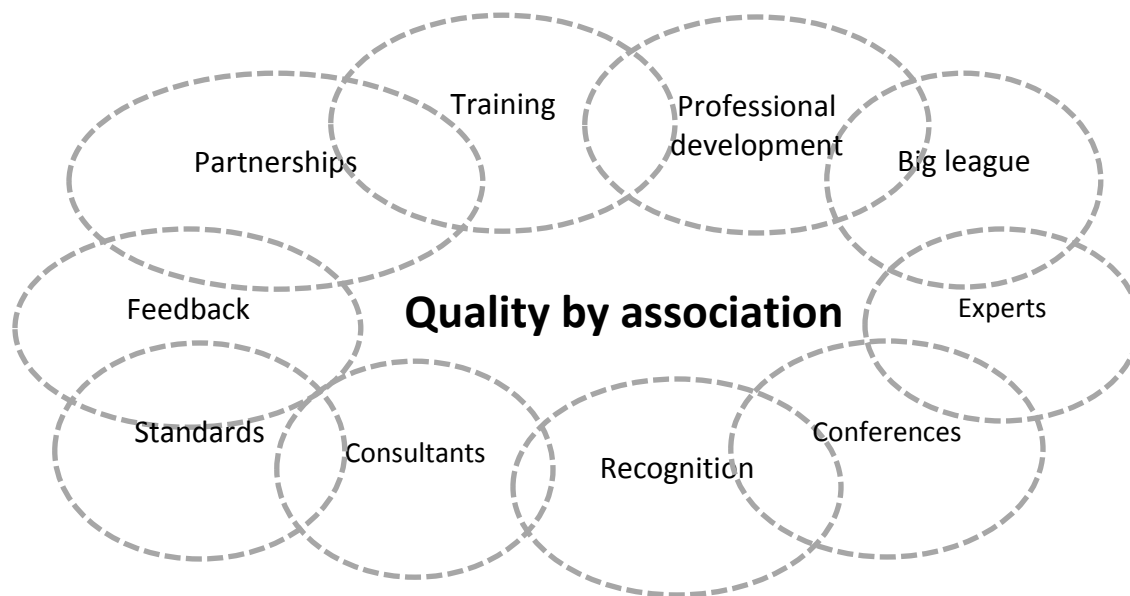 Training
Professional
development
Partnerships
Big league
Feedback
Quality by association
Experts
Standards
Consultants
Recognition
Conferences